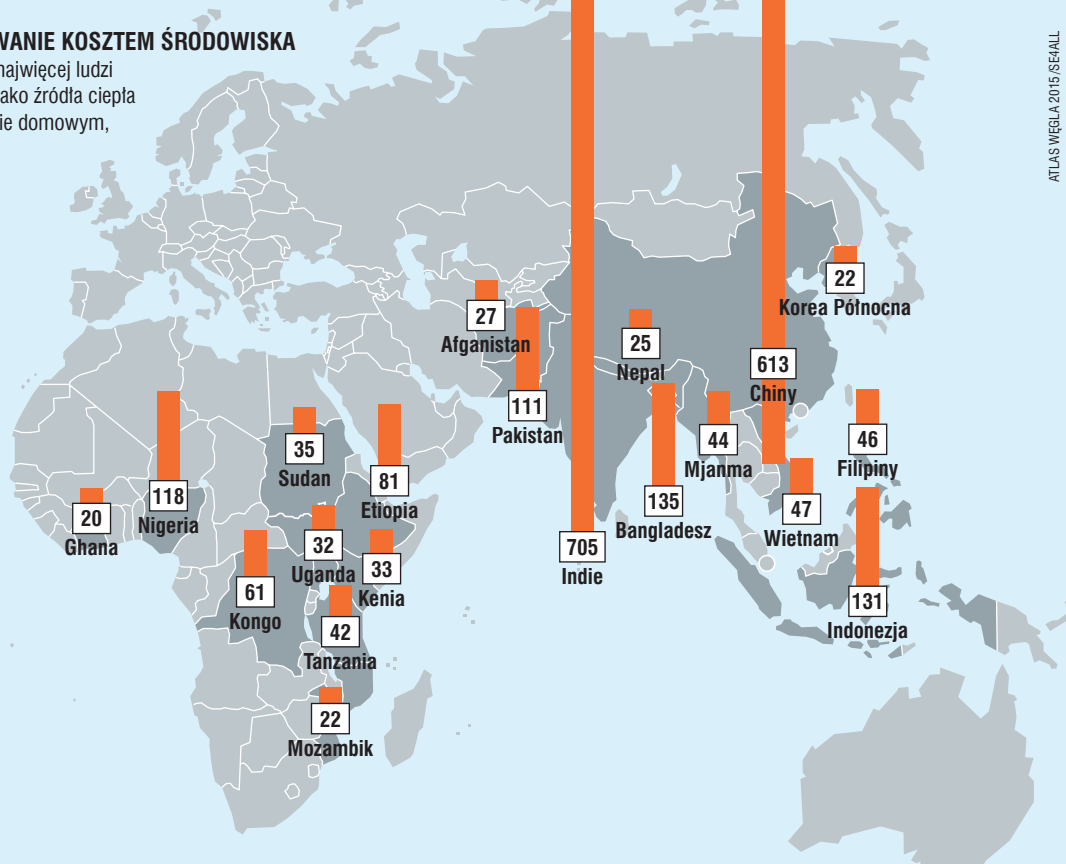 WANIE KOSZTEM ŚRODOWISKA
najwięcej ludzi
ako źródła ciepła
ie domowym,
ATLAS WĘGLA 2015/SE4ALL
22
Korea Północna
27
Afganistan
25
Nepal
613
Chiny
111
Pakistan
44
Mjanma
46
Filipiny
35
Sudan
81
Etiopia
118
Nigeria
20
Ghana
135
Bangladesz
47
Wietnam
32
Uganda
33
Kenia
705
Indie
61
Kongo
131
Indonezja
42
Tanzania
22
Mozambik